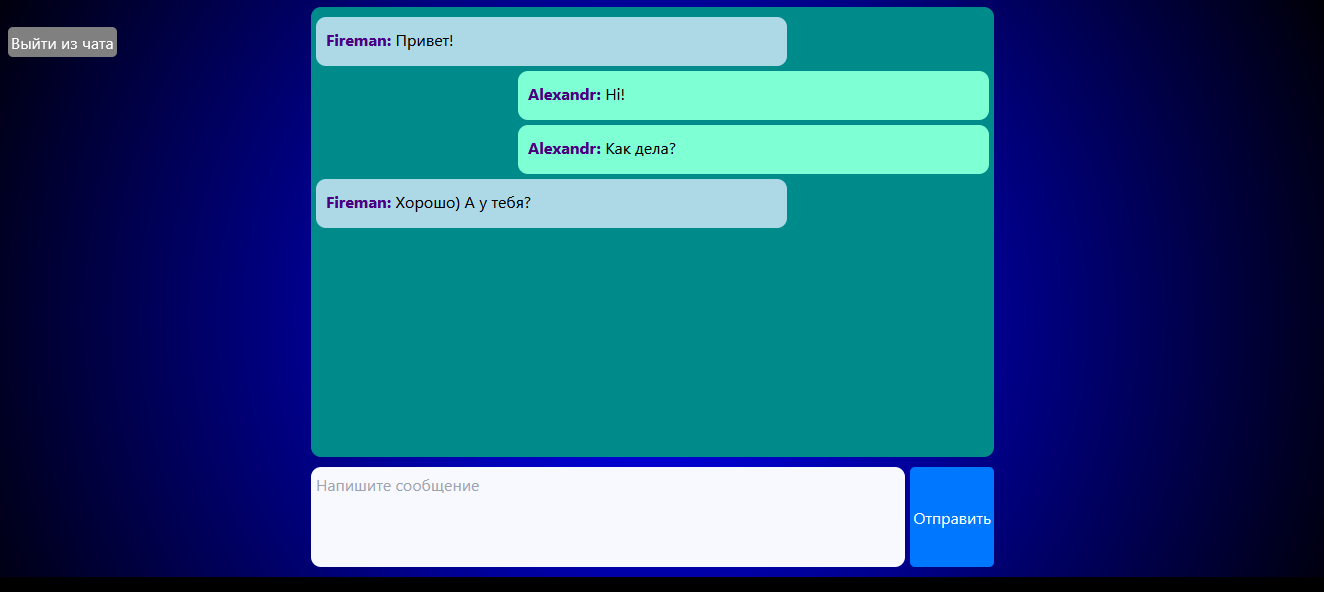 Выйти из чата
Fireman: Привет!
Alexandr: Hi!
Alexandr: Как дела?
Fireman: Хорошо) А у тебя?
Напишите сообщение
Отправить